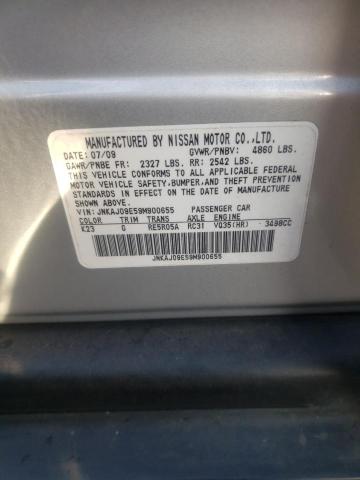 MANUFACTURED BY NISSAN MOTOR CO.,LTD.
DATE: 07/09 GVWR/PNBV: 4860 LBS.
GAWR/PNBE FR: 2327 LBS. RR: 2542 LBS.
THIS VEHICLE CONFORMS TO ALL APPLICABLE FEDERAL
MOTOR VEHICLE SAFETY,BUMPER,AND THEFT PREVENTION
STANDARDS IN EFFECT ON THE DATE OF MANUFACTURE
SHOWN ABOVE.
VIN: JNKAJ09E59M900655 PASSENGER CAR
COLOR TRIM TRANS AXLE ENGINE
K23 G RE5R05A RC31 VQ35(HR) 3498CC
JNKAJ09E59M900655